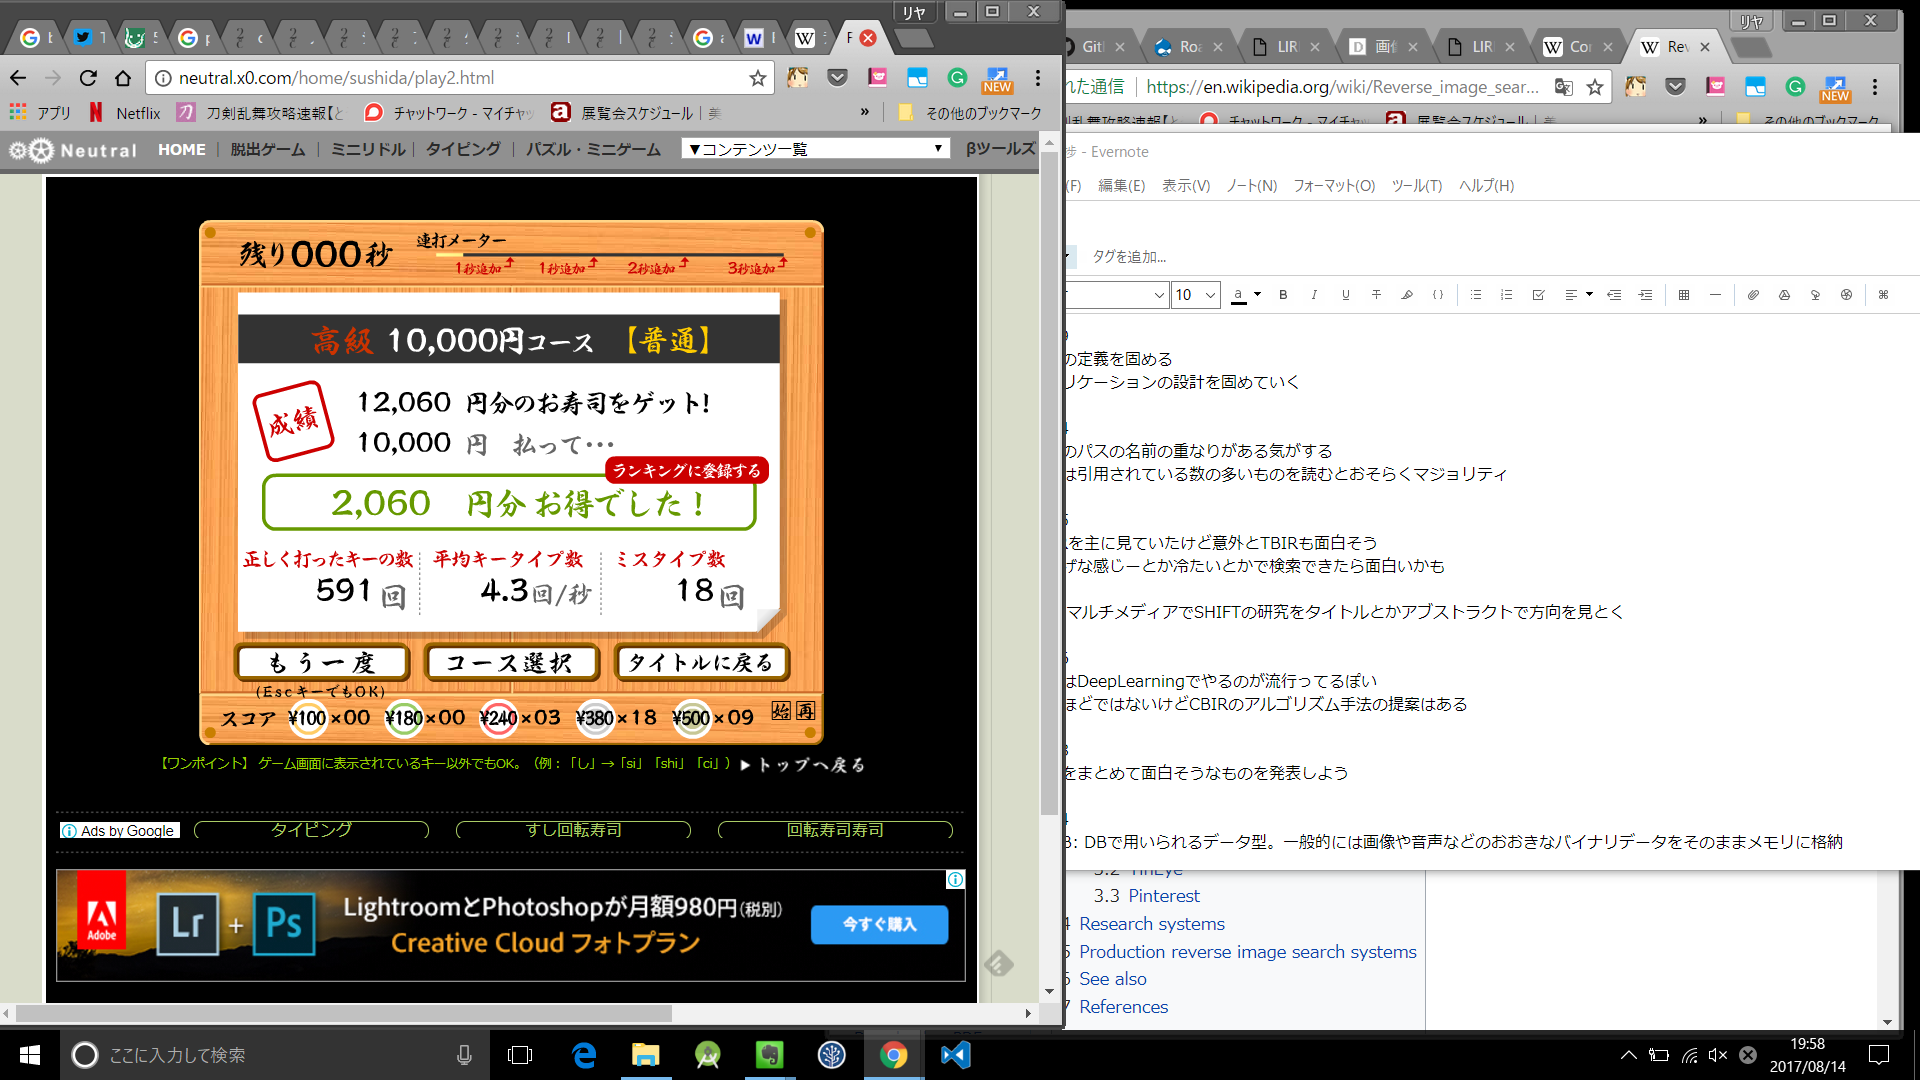 リヤ
neutral.x0.com/home/sushida/play2.html
アプリ Netflix 刀剣乱舞攻略速報【と チャットワーク - マイチャッ 展覧会スケジュール | 美 » その他のブックマーク
Neutral HOME | 脱出ゲーム | ミニリドル | タイピング | パズル・ミニゲーム ▼コンテンツ一覧 βツールズ
残り000秒 連打メーター
1秒追加 1秒追加 2秒追加 3秒追加
高級 10,000円コース 【普通】
成績
12,060 円分のお寿司をゲット!
10,000 円 払って…
ランキングに登録する
2,060 円分 お得でした！
正しく打ったキーの数 平均キータイプ数 ミスタイプ数
591回 4.3回/秒 18回
もう一度 コース選択 タイトルに戻る
(Escキーでもok)
スコア ¥100×00 ¥180×00 ¥240×03 ¥380×18 ¥500×09 始 再
【ワンポイント】 ゲーム画面に表示されているキー以外でもOK。（例：「し」→「si」「shi」「ci」） ▶トップへ戻る
Ads by Google タイピング すし回転寿司 回転寿司寿司
Adobe Lr + Ps LightroomとPhotoshopが月額980円(税別)
Creative Cloud フォトプラン
今すぐ購入
リヤ
Git Roa LIR 画像 LIR Cor Rev
れた通信 | https://en.wikipedia.org/wiki/Reverse_image_sear... NEW
捗 - Evernote
(F) 編集(E) 表示(V) ノート(N) フォーマット(O) ツール(T) ヘルプ(H)
タグを追加...
10 a B I U T
の定義を固める
リケーションの設計を固めていく
のパスの名前の重なりがある気がする
は引用されている数の多いものを読むとおそらくマジョリティ
を主に見ていたけど意外とTBIRも面白そう
げな感じーとか冷たいとかで検索できたら面白いかも
マルチメディアでSHIFTの研究をタイトルとかアブストラクトで方向を見とく
はDeepLearningでやるのが流行ってるぽい
ほどではないけどCBIRのアルゴリズム手法の提案はある
をまとめて面白そうなものを発表しよう
3: DBで用いられるデータ型。一般的には画像や音声などのおおきなバイナリデータをそのままメモリに格納
3.2 TinEye
3.3 Pinterest
4 Research systems
5 Production reverse image search systems
6 See also
7 References
ここに入力して検索
19:58
2017/08/14